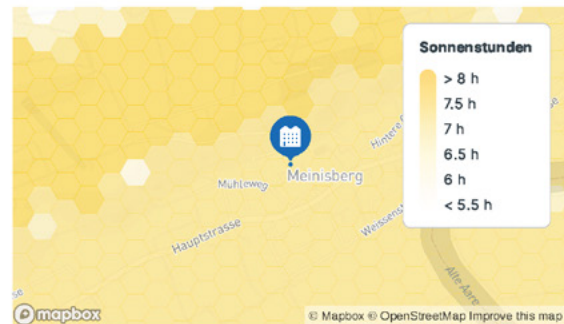 Sonnenstunden
> 8 h
7.5 h
7 h
6.5 h
6 h
< 5.5 h
Hintere
Meinisberg
Mühleweg
Hauptstrasse
Alte Aare
mapbox
© Mapbox © OpenStreetMap Improve this map